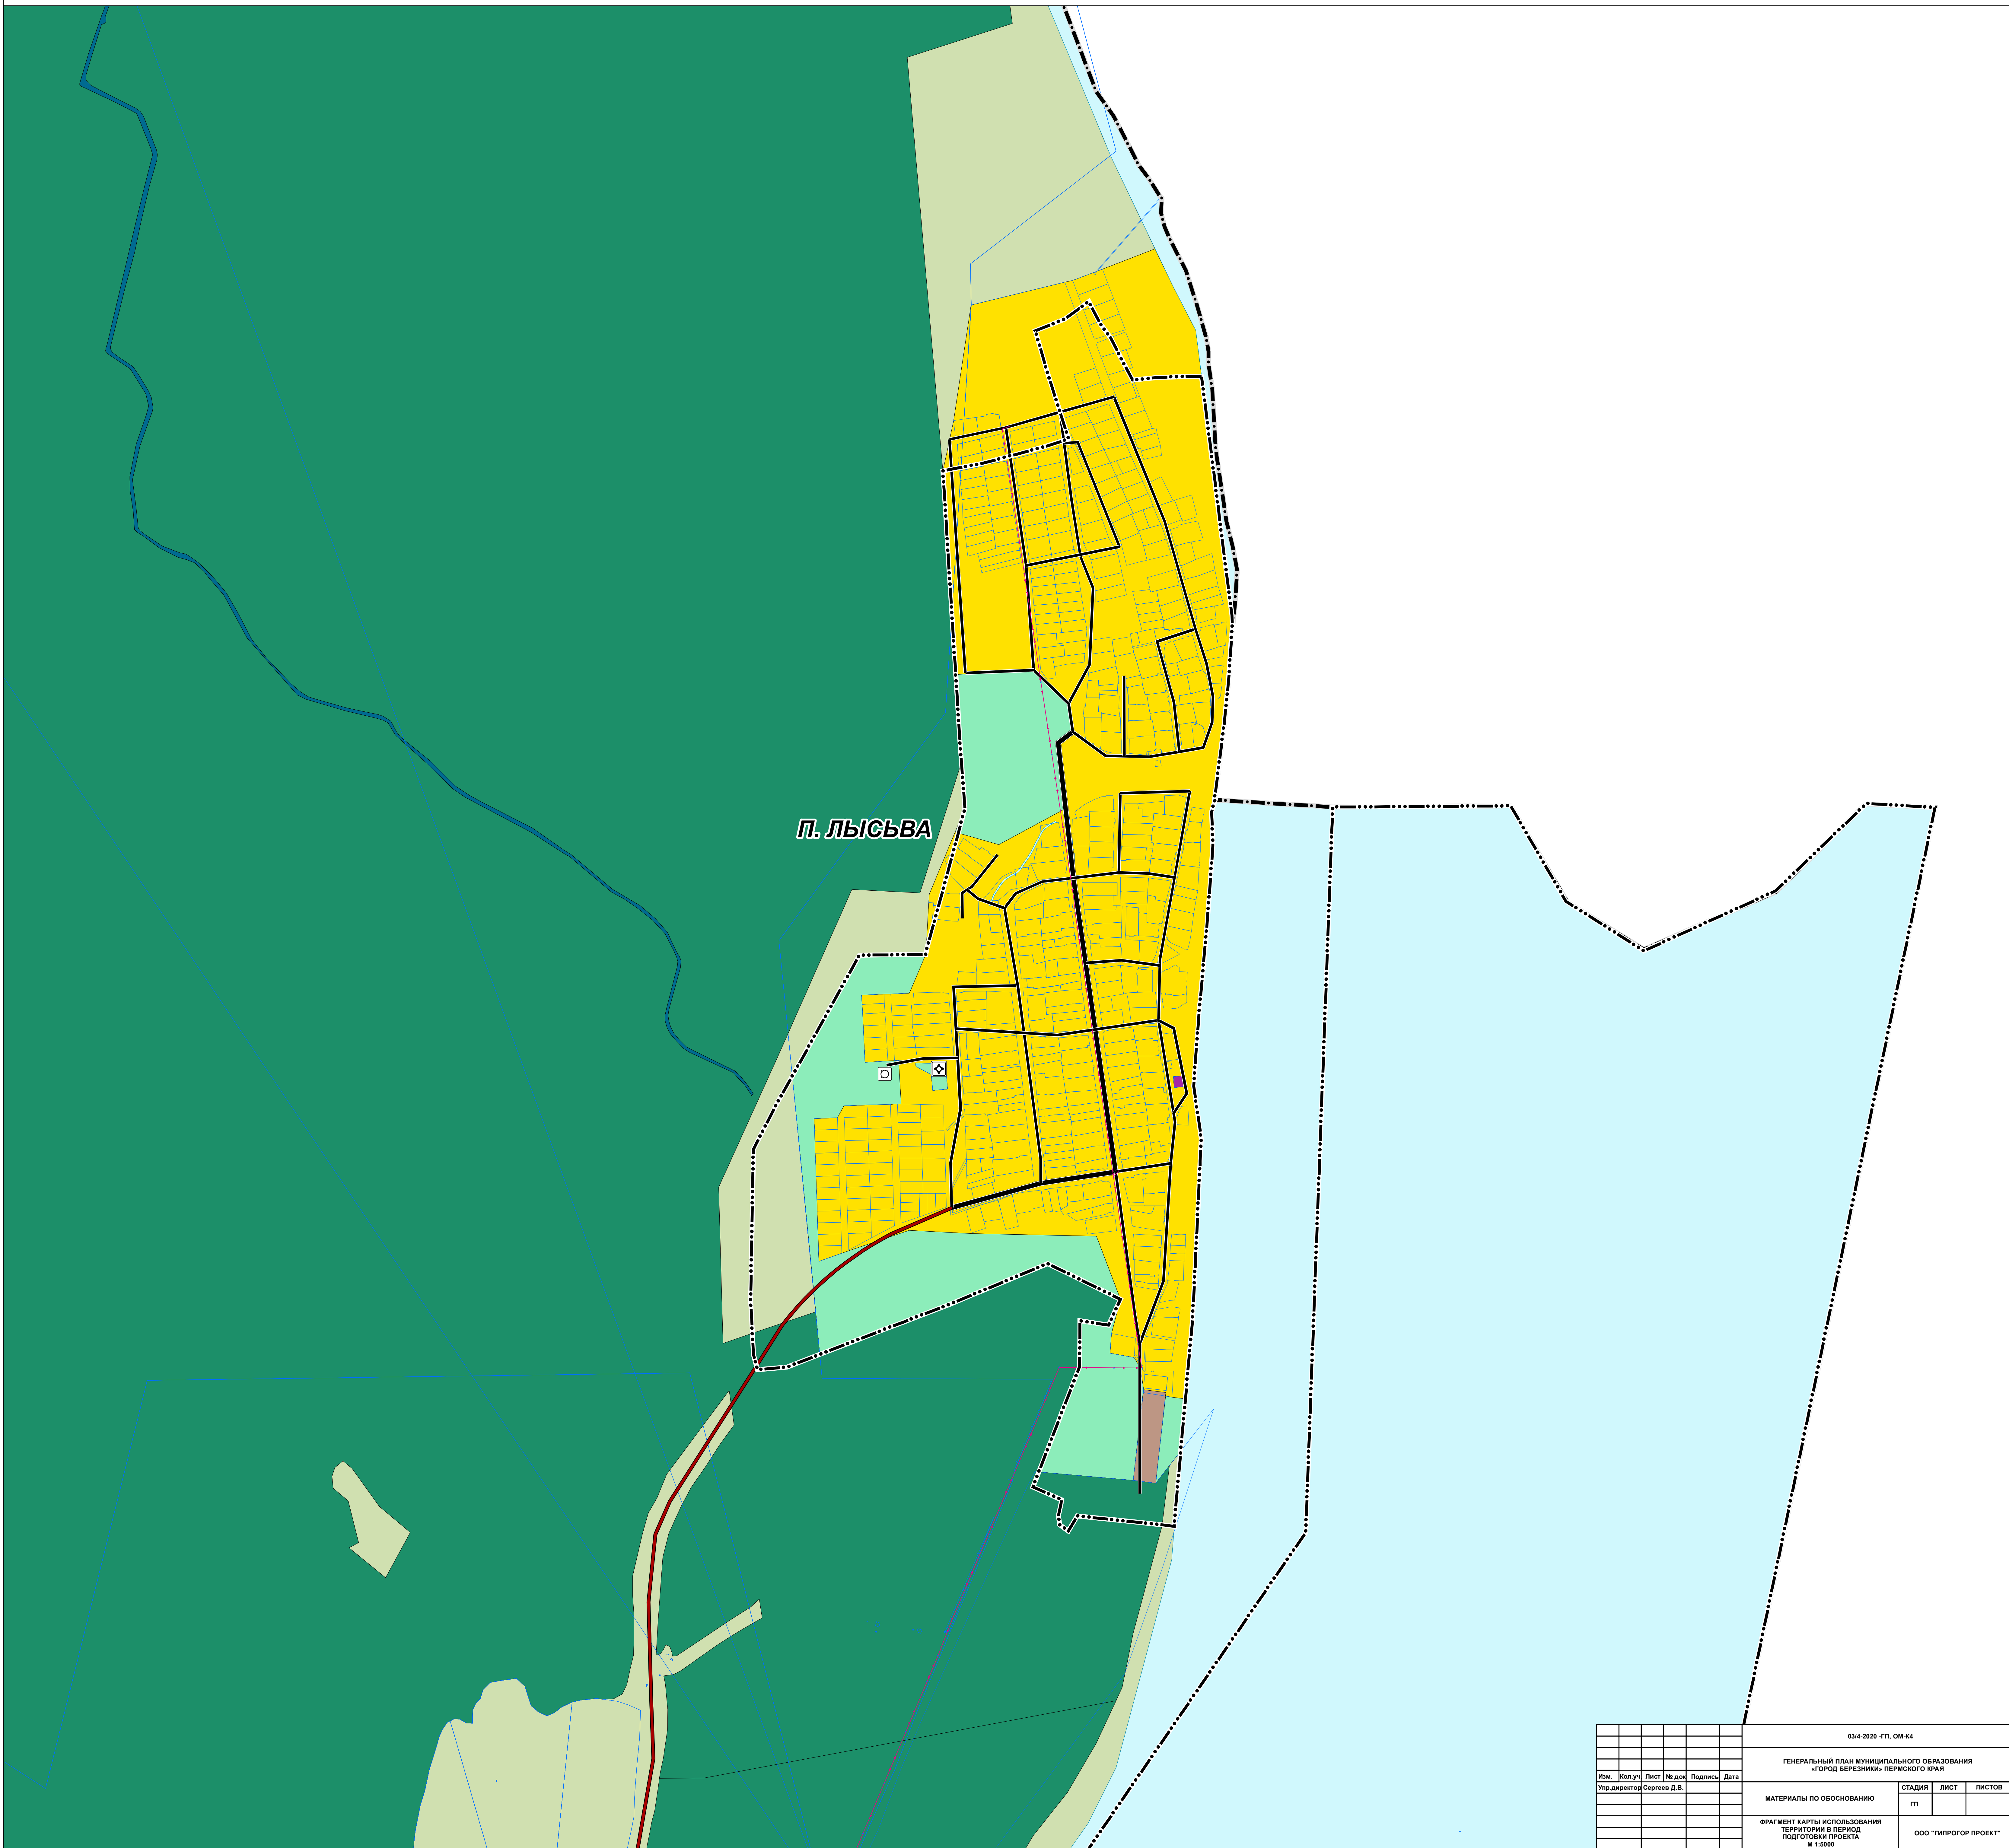 П. ЛЫСЬВА
03/4-2020 -ГП, ОМ-К4
ГЕНЕРАЛЬНЫЙ ПЛАН МУНИЦИПАЛЬНОГО ОБРАЗОВАНИЯ
«ГОРОД БЕРЕЗНИКИ» ПЕРМСКОГО КРАЯ
Изм. Кол.уч Лист № док Подпись Дата
Упр.директор Сергеев Д.В.
МАТЕРИАЛЫ ПО ОБОСНОВАНИЮ
СТАДИЯ ЛИСТ ЛИСТОВ
ГП
ФРАГМЕНТ КАРТЫ ИСПОЛЬЗОВАНИЯ
ТЕРРИТОРИИ В ПЕРИОД
ПОДГОТОВКИ ПРОЕКТА
М 1:5000
ООО "ГИПРОГОР ПРОЕКТ"